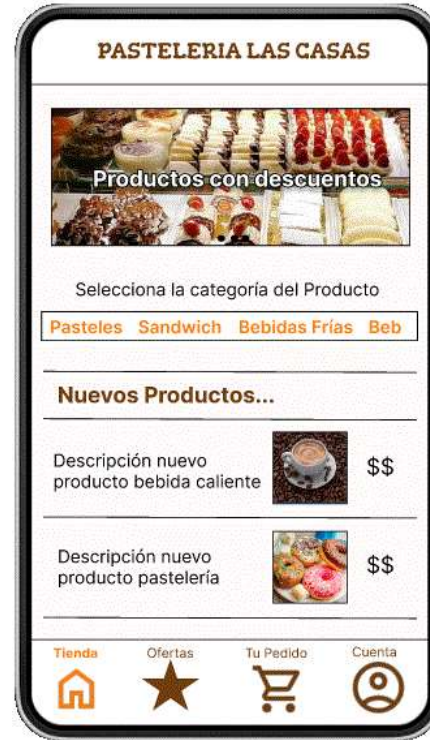 PASTELERIA LAS CASAS
Productos con descuentos
Selecciona la categoría del Producto
Pasteles Sandwich Bebidas Frías Beb
Nuevos Productos...
Descripción nuevo
producto bebida caliente
$$
Descripción nuevo
producto pastelería
$$
Tienda Ofertas Tu Pedido Cuenta